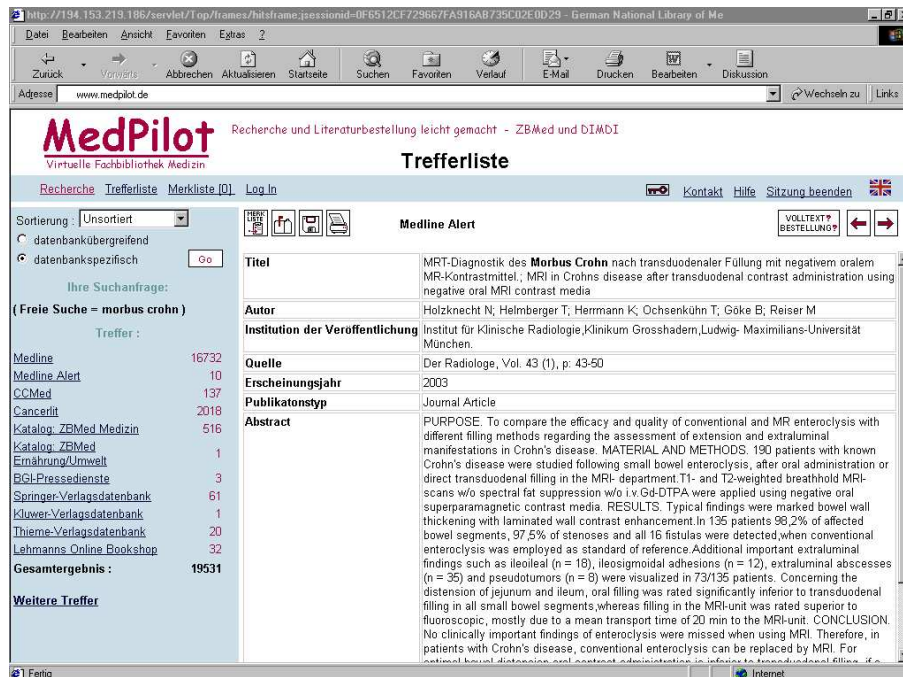 http://194.153.219.186/servlet/Top/frames/hitsframe;jsessionid=0F6512CF729667FA916AB735C02E0D29 - German National Library of Me
Datei Bearbeiten Ansicht Favoriten Extras ?
Zurück Vorwärts Abbrechen Aktualisieren Startseite Suchen Favoriten Verlauf E-Mail Drucken Bearbeiten Diskussion
Adresse www.medpilot.de Wechseln zu Links
MedPilot
Virtuelle Fachbibliothek Medizin
Recherche und Literaturbestellung leicht gemacht - ZBMed und DIMDI
Trefferliste
Recherche Trefferliste Merkliste [0] Log In Kontakt Hilfe Sitzung beenden
Sortierung : Unsortiert
datenbankübergreifend
datenbankspezifisch Go
Ihre Suchanfrage:
( Freie Suche = morbus crohn )
Treffer :
Medline 16732
Medline Alert 10
CCMed 137
Cancerlit 2018
Katalog: ZBMed Medizin 516
Katalog: ZBMed
Ernährung/Umwelt 1
BGI-Pressedienste 3
Springer-Verlagsdatenbank 61
Kluwer-Verlagsdatenbank 1
Thieme-Verlagsdatenbank 20
Lehmanns Online Bookshop 32
Gesamtergebnis : 19531
Weitere Treffer
MERK
LISTE
Medline Alert
VOLLTEXT?
BESTELLUNG?
Titel MRT-Diagnostik des Morbus Crohn nach transduodenaler Füllung mit negativem oralem
MR-Kontrastmittel.; MRI in Crohns disease after transduodenal contrast administration using
negative oral MRI contrast media
Autor Holzknecht N; Helmberger T; Herrmann K; Ochsenkühn T; Göke B; Reiser M
Institution der Veröffentlichung Institut für Klinische Radiologie,Klinikum Grosshadern,Ludwig- Maximilians-Universität
München.
Quelle Der Radiologe, Vol. 43 (1), p: 43-50
Erscheinungsjahr 2003
Publikatonstyp Journal Article
Abstract PURPOSE. To compare the efficacy and quality of conventional and MR enteroclysis with
different filling methods regarding the assessment of extension and extraluminal
manifestations in Crohn's disease. MATERIAL AND METHODS. 190 patients with known
Crohn's disease were studied following small bowel enteroclysis, after oral administration or
direct transduodenal filling in the MRI- department.T1- and T2-weighted breathhold MRI-
scans w/o spectral fat suppression w/o i.v.Gd-DTPA were applied using negative oral
superparamagnetic contrast media. RESULTS. Typical findings were marked bowel wall
thickening with laminated wall contrast enhancement.In 135 patients 98,2% of affected
bowel segments, 97,5% of stenoses and all 16 fistulas were detected,when conventional
enteroclysis was employed as standard of reference.Additional important extraluminal
findings such as ileoileal (n = 18), ileosigmoidal adhesions (n = 12), extraluminal abscesses
(n = 35) and pseudotumors (n = 8) were visualized in 73/135 patients. Concerning the
distension of jejunum and ileum, oral filling was rated significantly inferior to transduodenal
filling in all small bowel segments,whereas filling in the MRI-unit was rated superior to
fluoroscopic, mostly due to a mean transport time of 20 min to the MRI-unit. CONCLUSION.
No clinically important findings of enteroclysis were missed when using MRI. Therefore, in
patients with Crohn's disease, conventional enteroclysis can be replaced by MRI. For
optimal bowel distension oral contrast administration is inferior to transduodenal filling, if a
Fertig Internet